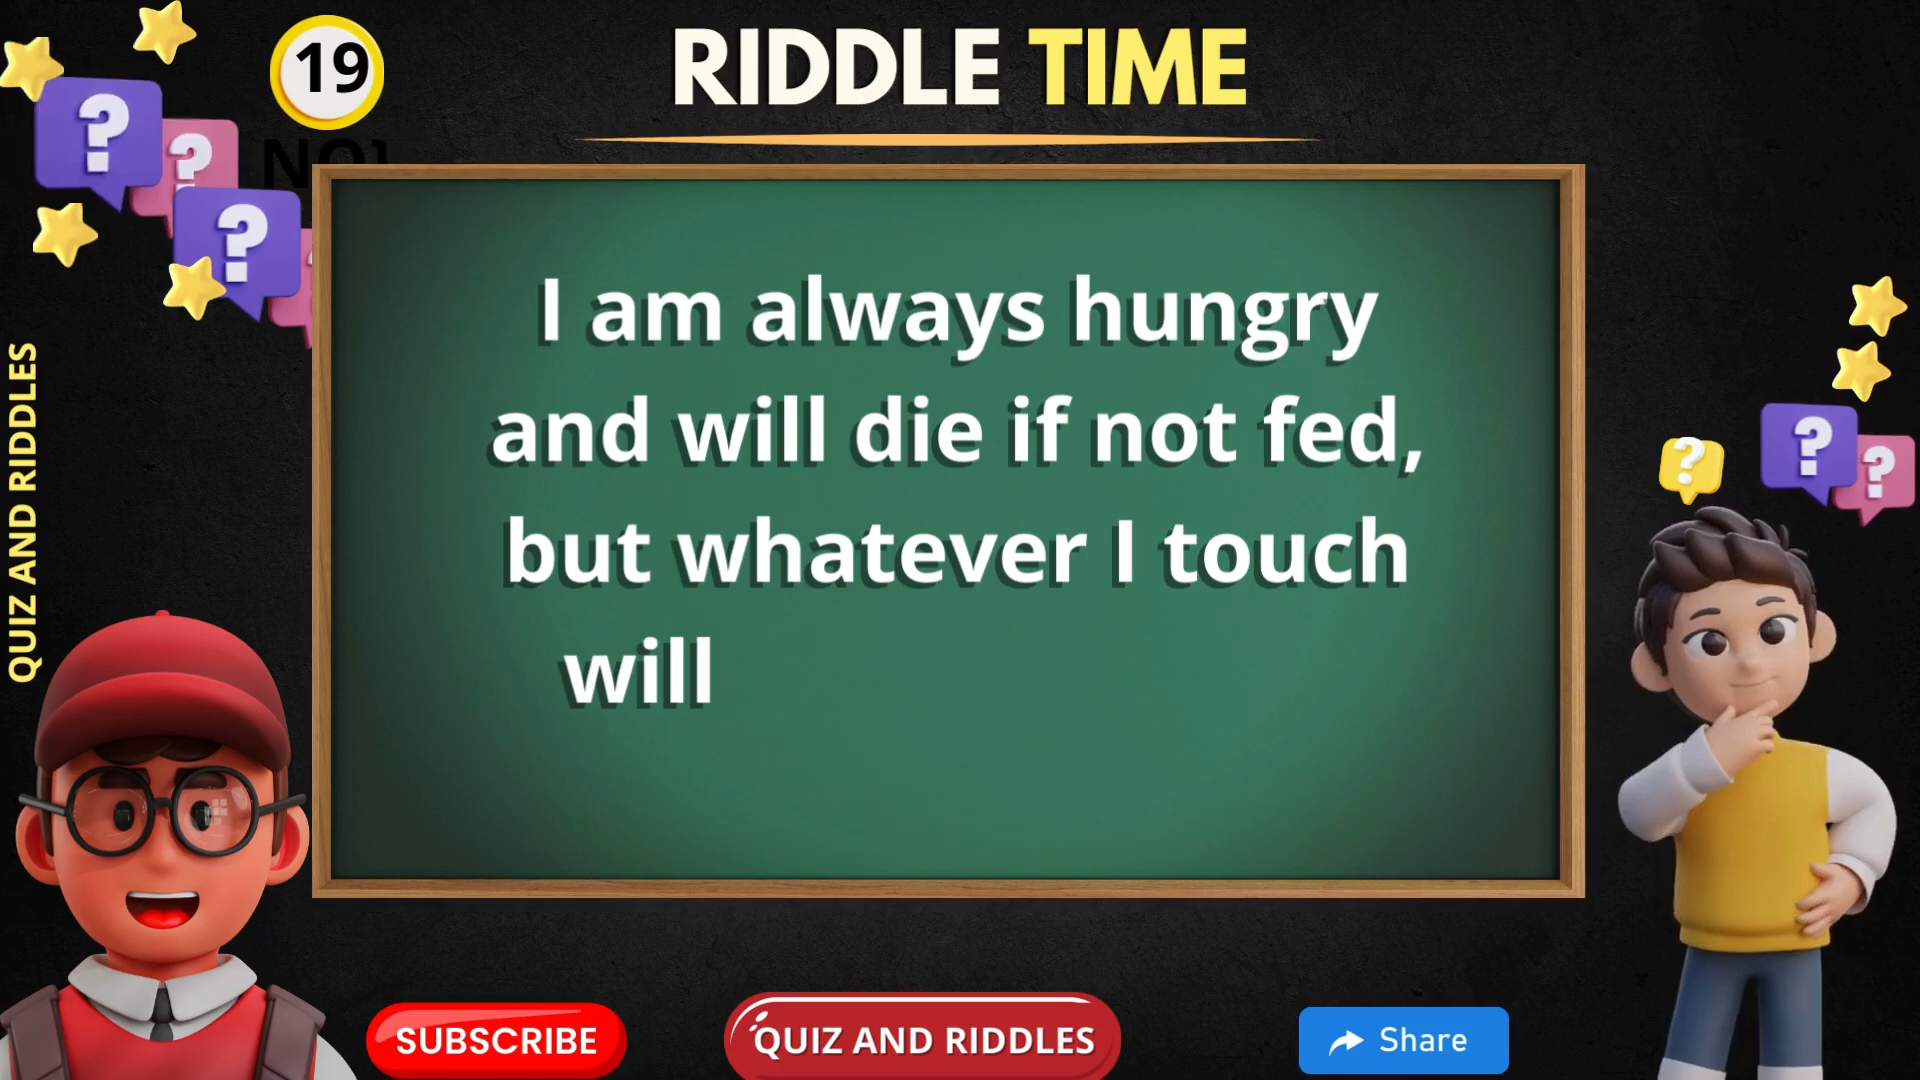 19
RIDDLE TIME
I am always hungry
and will die if not fed,
but whatever I touch
will
QUIZ AND RIDDLES
SUBSCRIBE
QUIZ AND RIDDLES
Share